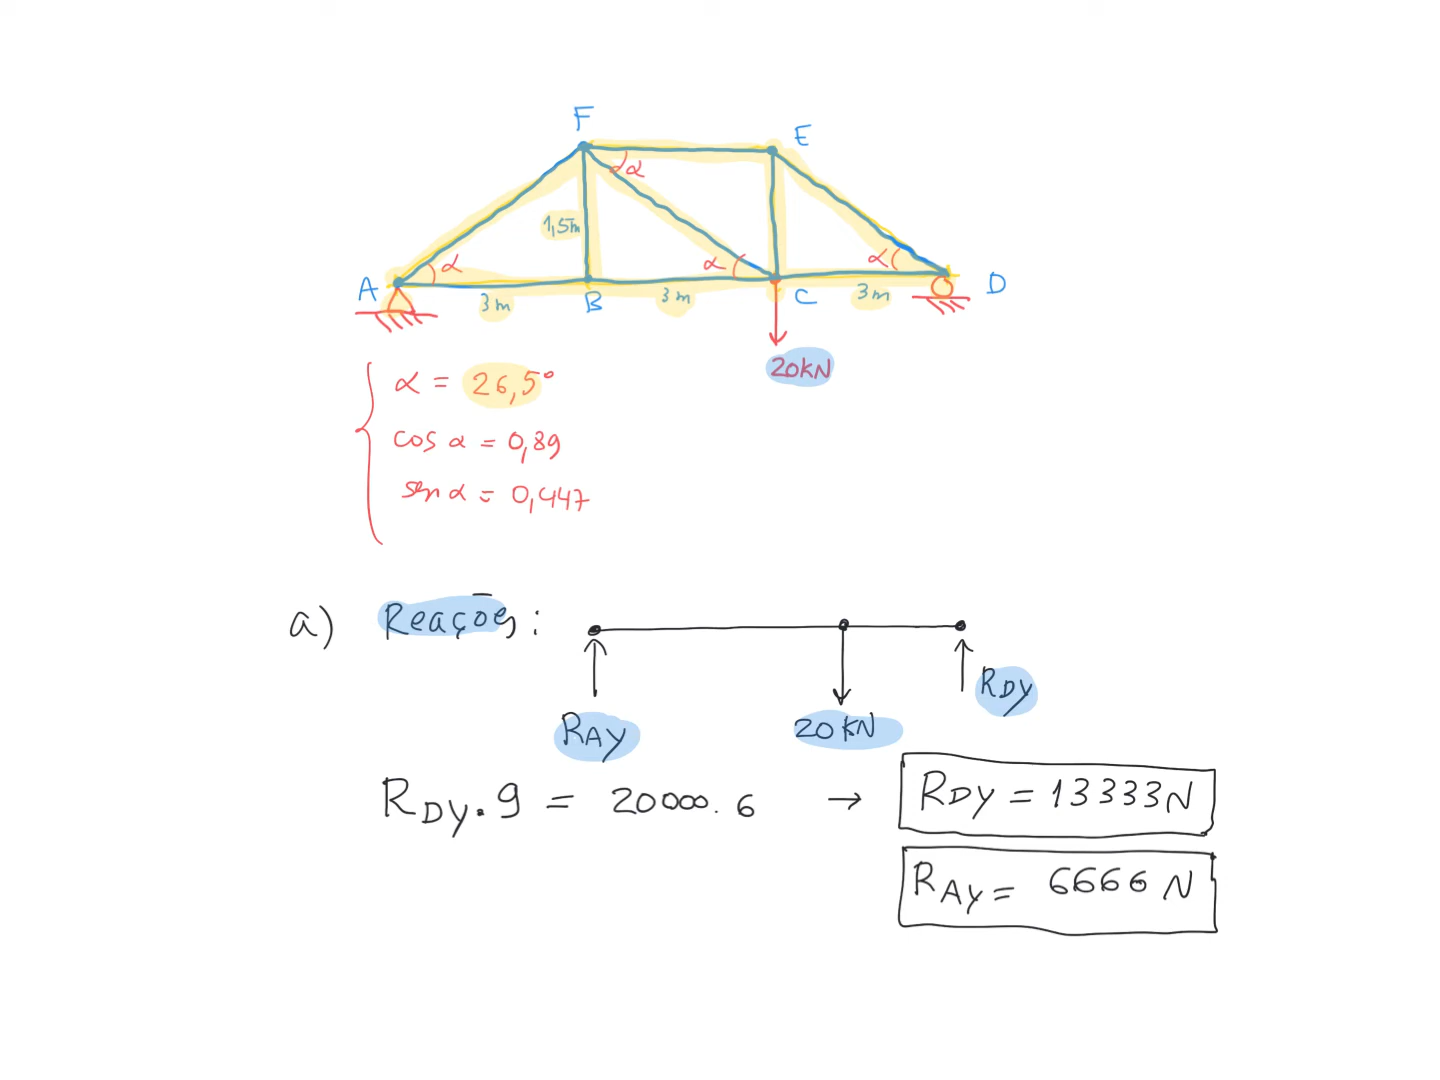 F
E
α
1,5m
α
α
α
A
B
C
D
3m
3m
3m
20KN
α = 26,5°
cos α = 0,89
sen α = 0,447
a) Reações:
RAY
20KN
RDY
RDY . 9 = 20000 . 6 → RDY = 13333N
RAY = 6666 N